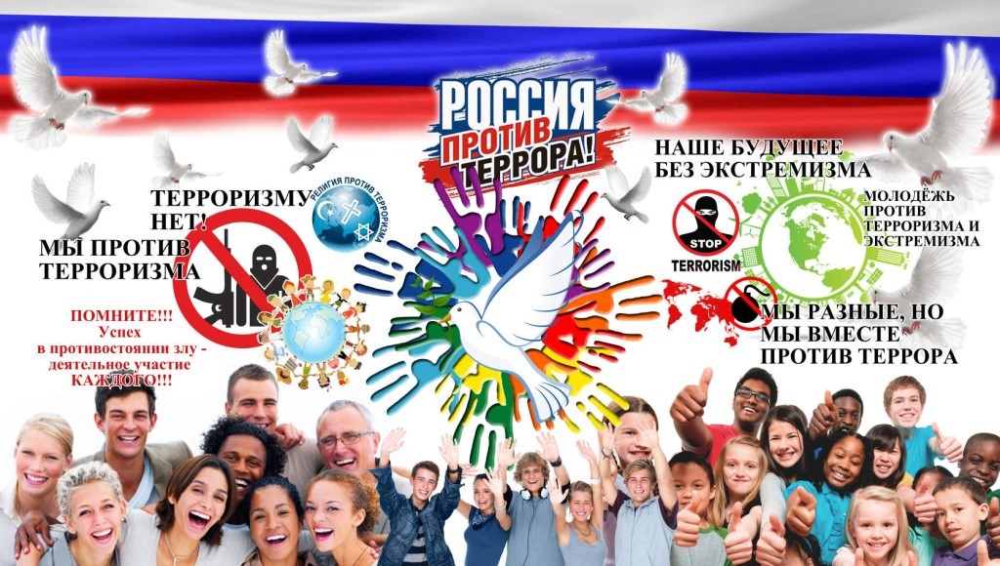 РОССИЯ
ПРОТИВ
ТЕРРОРА!
ТЕРРОРИЗМУ
НЕТ!
МЫ ПРОТИВ
ТЕРРОРИЗМА
РЕЛИГИЯ ПРОТИВ ТЕРРОРИЗМА
ПОМНИТЕ!!!
Успех
в противостоянии злу -
деятельное участие
КАЖДОГО!!!
НАШЕ БУДУЩЕЕ
БЕЗ ЭКСТРЕМИЗМА
STOP
TERRORISM
МОЛОДЁЖЬ
ПРОТИВ
ТЕРРОРИЗМА И
ЭКСТРЕМИЗМА
МЫ РАЗНЫЕ, НО
МЫ ВМЕСТЕ
ПРОТИВ ТЕРРОРА